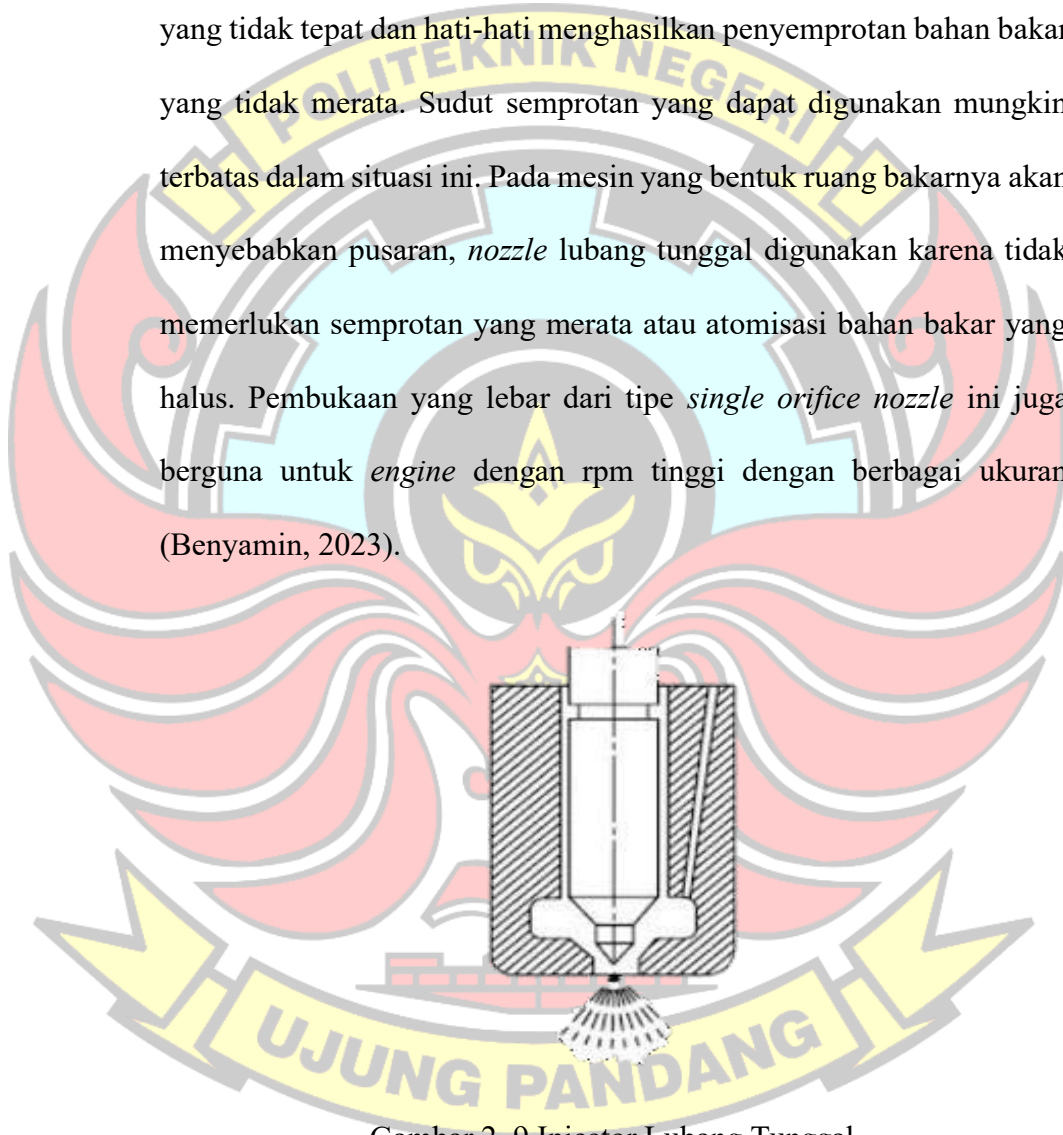 yang tidak tepat dan hati-hati menghasilkan penyemprotan bahan bakar
yang tidak merata. Sudut semprotan yang dapat digunakan mungkin
terbatas dalam situasi ini. Pada mesin yang bentuk ruang bakarnya akan
menyebabkan pusaran, nozzle lubang tunggal digunakan karena tidak
memerlukan semprotan yang merata atau atomisasi bahan bakar yang
halus. Pembukaan yang lebar dari tipe single orifice nozzle ini juga
berguna untuk engine dengan rpm tinggi dengan berbagai ukuran
(Benyamin, 2023).
POLITEKNIK NEGERI
UJUNG PANDANG
Gambar 2. 9 Injector Lubang Tunggal